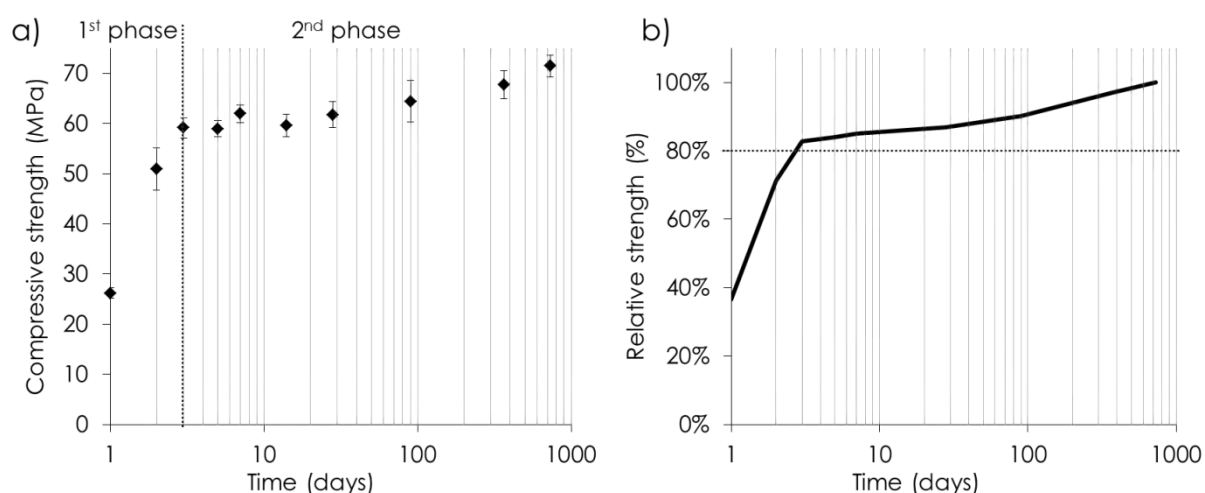 a)
1st phase
2nd phase
Compressive strength (MPa)
70
60
50
40
30
20
10
0
1
10
100
1000
Time (days)
b)
Relative strength (%)
100%
80%
60%
40%
20%
0%
1
10
100
1000
Time (days)